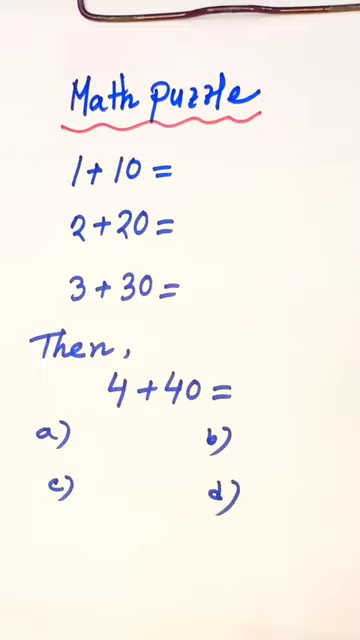 Math Puzzle
1 + 10 =
2 + 20 =
3 + 30 =
Then,
4 + 40 =
a) b)
c) d)